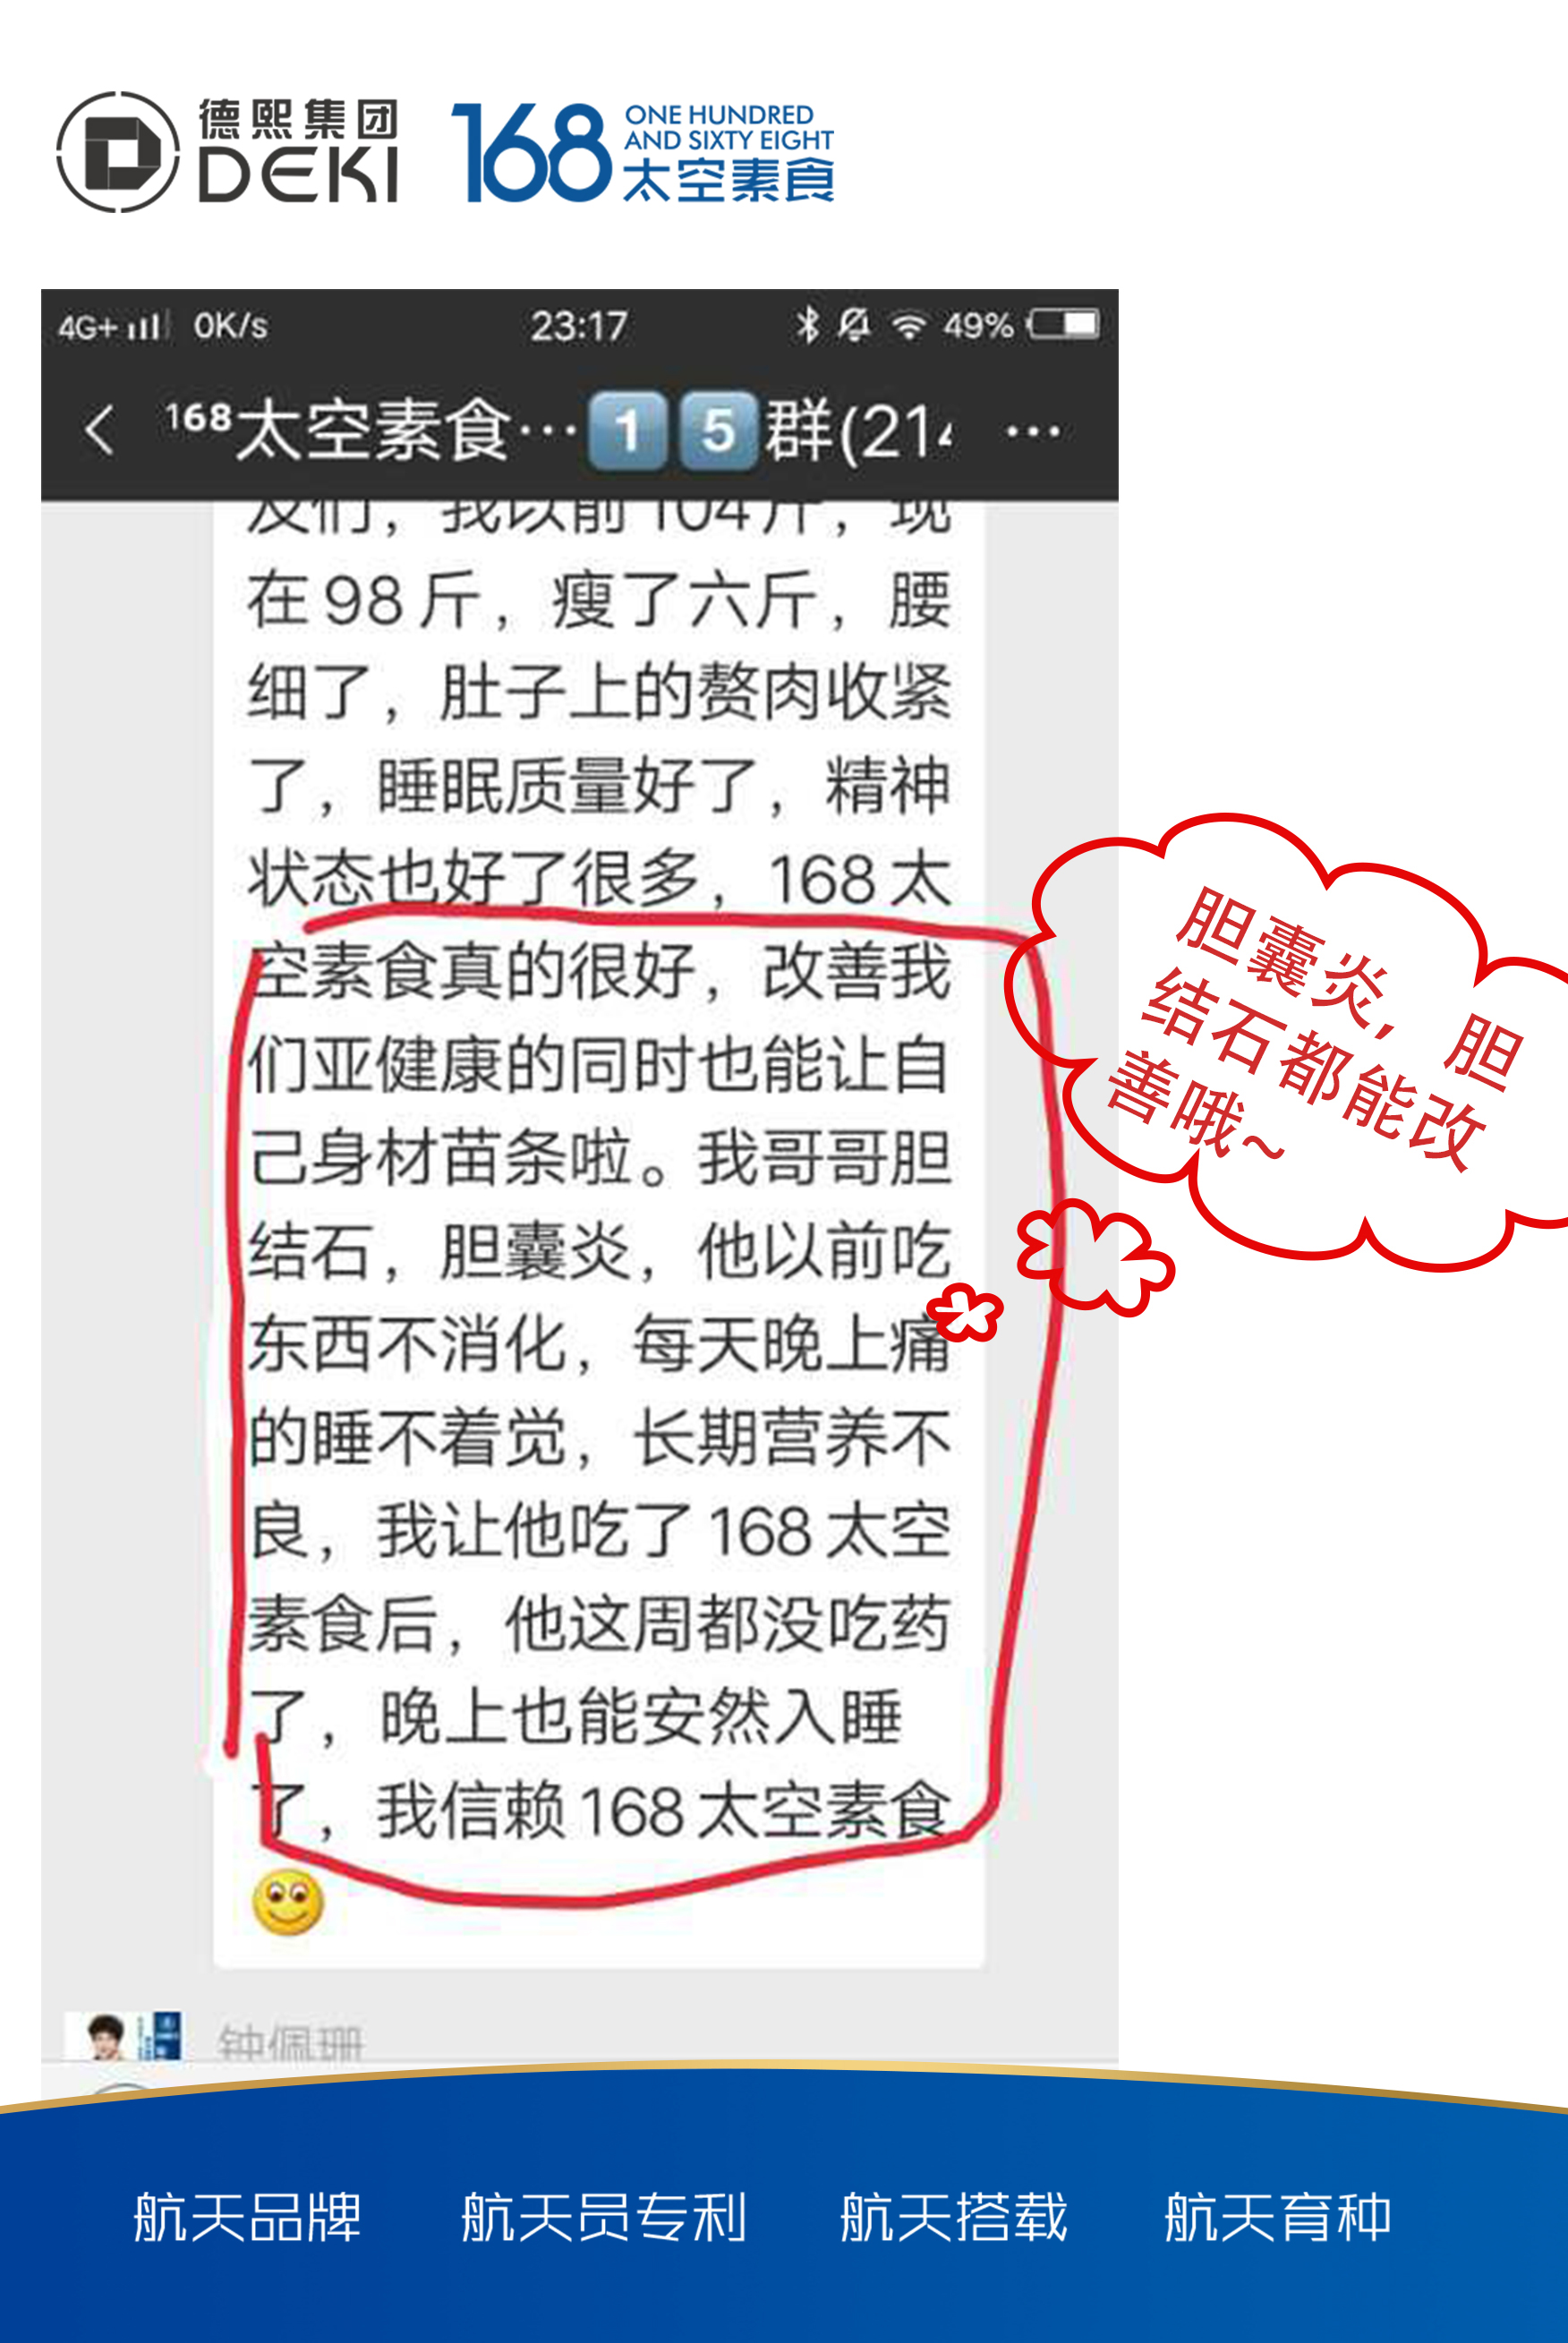 德熙集团
DEKI
168
ONE HUNDRED
AND SIXTY EIGHT
太空素食
4G+ 0K/s 23:17 49%
168太空素食…15群(214 …
友们，我以前104斤，现
在98斤，瘦了六斤，腰
细了，肚子上的赘肉收紧
了，睡眠质量好了，精神
状态也好了很多，168太
空素食真的很好，改善我
们亚健康的同时也能让自
己身材苗条啦。我哥哥胆
结石，胆囊炎，他以前吃
东西不消化，每天晚上痛
的睡不着觉，长期营养不
良，我让他吃了168太空
素食后，他这周都没吃药
了，晚上也能安然入睡
了，我信赖168太空素食
胆囊炎，胆
结石都能改
善哦~
钟佩珊
航天品牌 航天员专利 航天搭载 航天育种